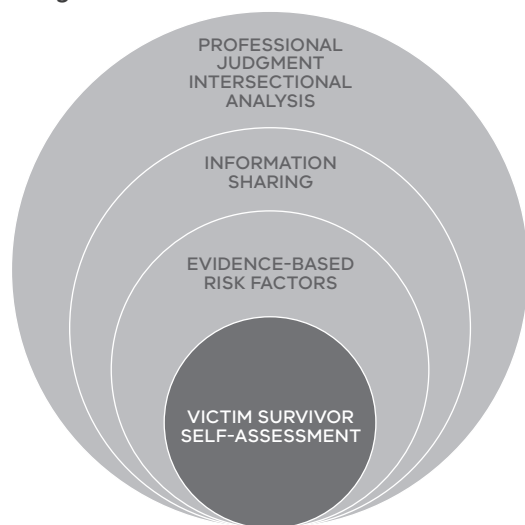 PROFESSIONAL
JUDGMENT
INTERSECTIONAL
ANALYSIS
INFORMATION
SHARING
EVIDENCE-BASED
RISK FACTORS
VICTIM SURVIVOR
SELF-ASSESSMENT